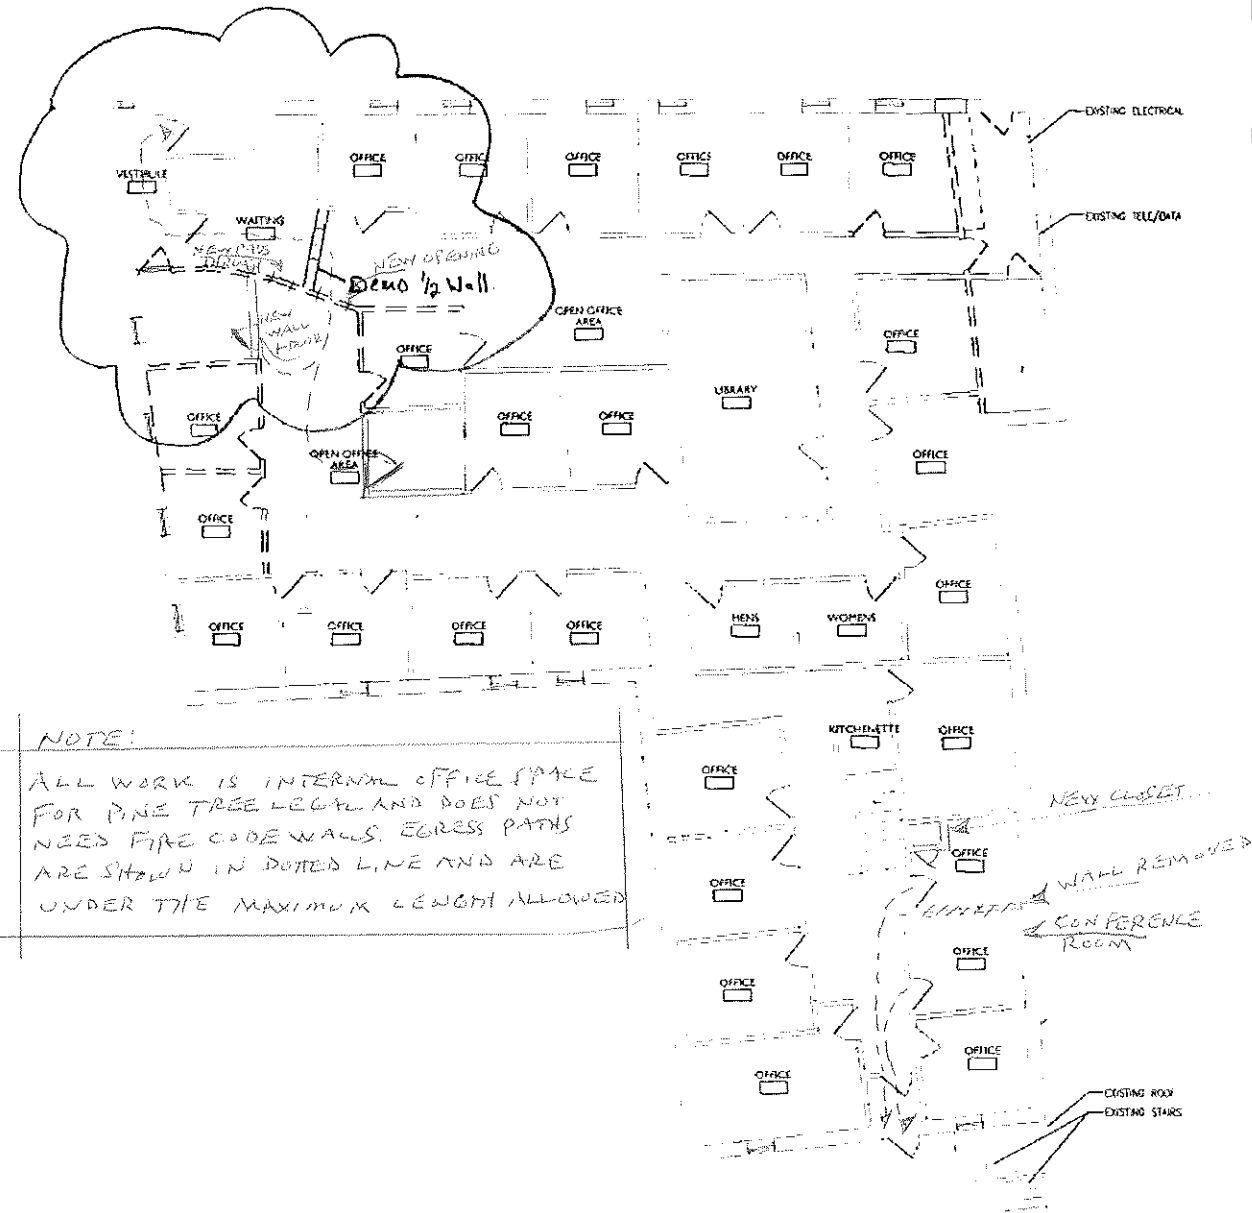 EXISTING ELECTRICAL
OFFICE
OFFICE
OFFICE
OFFICE
OFFICE
OFFICE
VESTIBULE
WAITING
EXISTING TELE/DATA
NEW OPENING
DEMO 1/2 Wall.
NEW
WALL
+ DOOR
OPEN OFFICE
AREA
OFFICE
OFFICE
LIBRARY
OFFICE
OFFICE
OFFICE
OPEN OFFICE
AREA
OFFICE
OFFICE
OFFICE
OFFICE
OFFICE
OFFICE
OFFICE
MENS
WOMENS
NOTE:
ALL WORK IS INTERNAL OFFICE SPACE
FOR PINE TREE LEGAL AND DOES NOT
NEED FIRE CODE WALLS. EGRESS PATHS
ARE SHOWN IN DOTTED LINE AND ARE
UNDER THE MAXIMUM LENGTH ALLOWED
KITCHENETTE
OFFICE
OFFICE
NEW CLOSET
OFFICE
WALL REMOVED
OFFICE
CONFERENCE
ROOM
OFFICE
OFFICE
OFFICE
OFFICE
EXISTING ROOF
EXISTING STAIRS